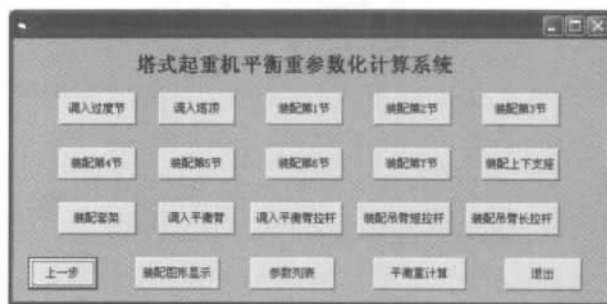 塔式起重机平衡重参数化计算系统
调入过度节 调入塔顶 装配第1节 装配第2节 装配第3节
装配第4节 装配第5节 装配第6节 装配第7节 装配上下支座
装配套架 调入平衡臂 调入平衡臂拉杆 装配吊臂短拉杆 装配吊臂长拉杆
上一步 装配图形显示 参数列表 平衡重计算 退出